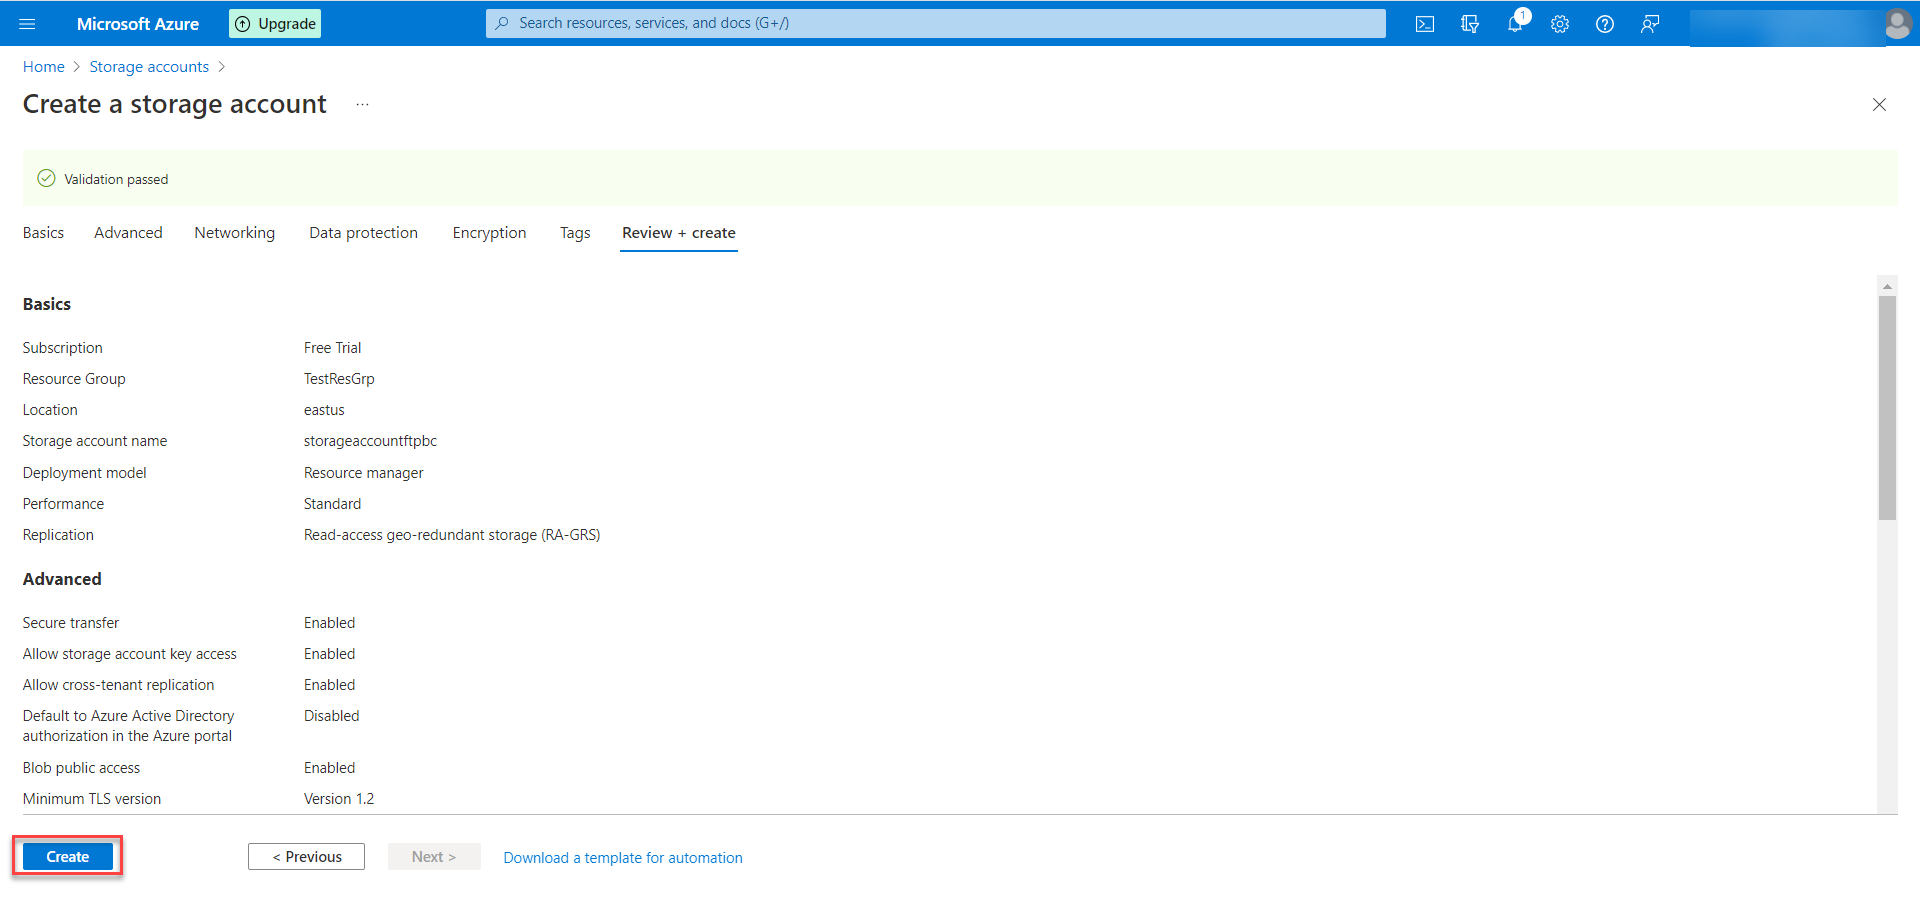 Microsoft Azure
Upgrade
Search resources, services, and docs (G+/)
1
Home > Storage accounts >
Create a storage account ...
Validation passed
Basics Advanced Networking Data protection Encryption Tags Review + create
Basics
Subscription Free Trial
Resource Group TestResGrp
Location eastus
Storage account name storageaccountftpbc
Deployment model Resource manager
Performance Standard
Replication Read-access geo-redundant storage (RA-GRS)
Advanced
Secure transfer Enabled
Allow storage account key access Enabled
Allow cross-tenant replication Enabled
Default to Azure Active Directory Disabled
authorization in the Azure portal
Blob public access Enabled
Minimum TLS version Version 1.2
Create < Previous Next > Download a template for automation